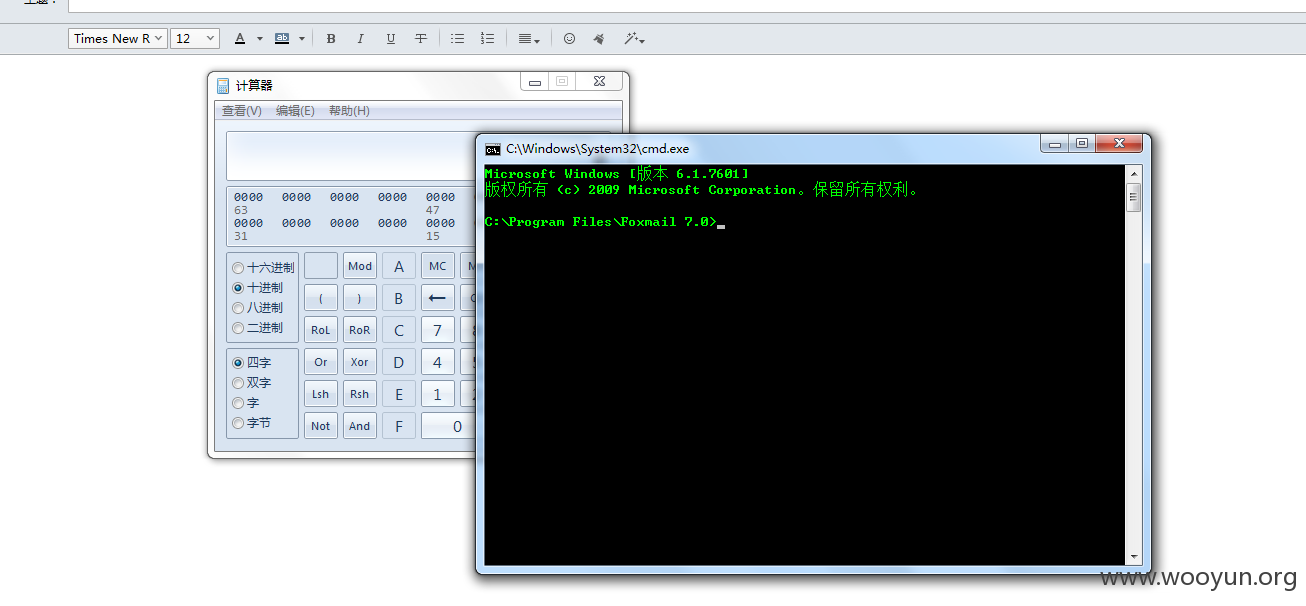 Times New R 12 A ab B I U T
计算器
查看(V) 编辑(E) 帮助(H)
0000 0000 0000 0000 0000
63 47
0000 0000 0000 0000 0000
31 15
十六进制
十进制
八进制
二进制
四字
双字
字
字节
Mod A MC
( ) B ←
RoL RoR C 7
Or Xor D 4
Lsh Rsh E 1
Not And F 0
C:\Windows\System32\cmd.exe
Microsoft Windows [版本 6.1.7601]
版权所有 (c) 2009 Microsoft Corporation。保留所有权利。
C:\Program Files\Foxmail 7.0>
www.wooyun.org